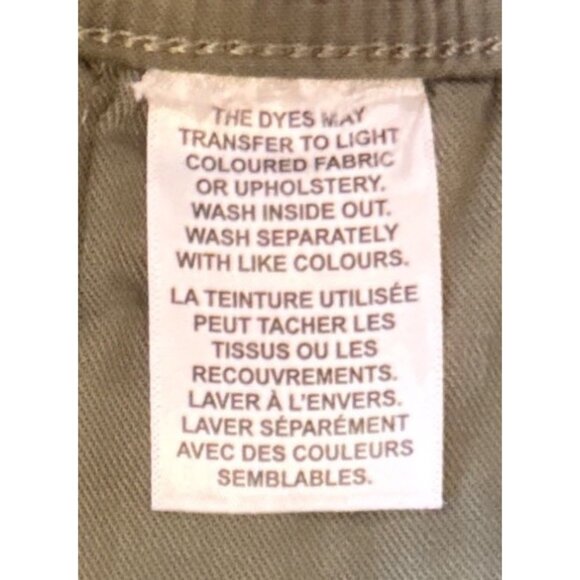 THE DYES MAY
TRANSFER TO LIGHT
COLOURED FABRIC
OR UPHOLSTERY.
WASH INSIDE OUT.
WASH SEPARATELY
WITH LIKE COLOURS.
LA TEINTURE UTILISÉE
PEUT TACHER LES
TISSUS OU LES
RECOUVREMENTS.
LAVER À L'ENVERS.
LAVER SÉPARÉMENT
AVEC DES COULEURS
SEMBLABLES.